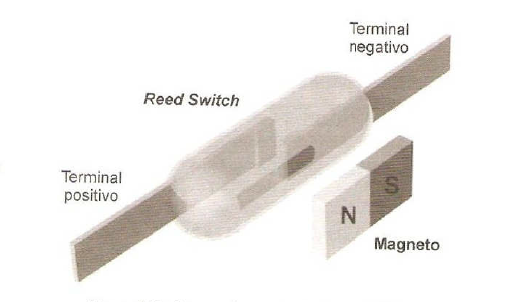 Terminal
negativo
Reed Switch
Terminal
positivo
S
N
Magneto